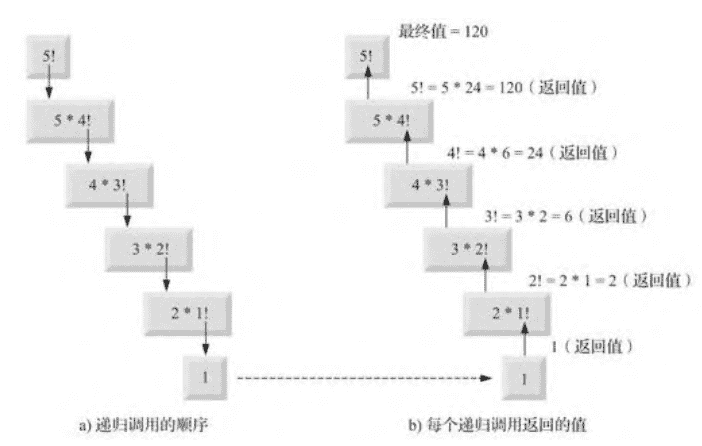 5!
5 * 4!
4 * 3!
3 * 2!
2 * 1!
1
a) 递归调用的顺序
最终值 = 120
5!
5! = 5 * 24 = 120（返回值）
5 * 4!
4! = 4 * 6 = 24（返回值）
4 * 3!
3! = 3 * 2 = 6（返回值）
3 * 2!
2! = 2 * 1 = 2（返回值）
2 * 1!
1（返回值）
1
b) 每个递归调用返回的值